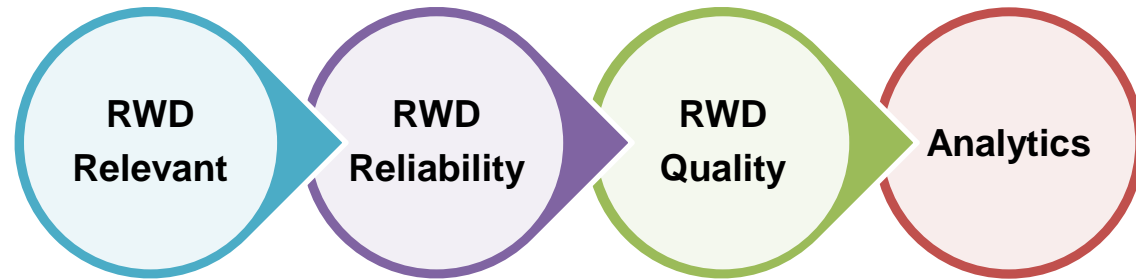 RWD
Relevant
RWD
Reliability
RWD
Quality
Analytics